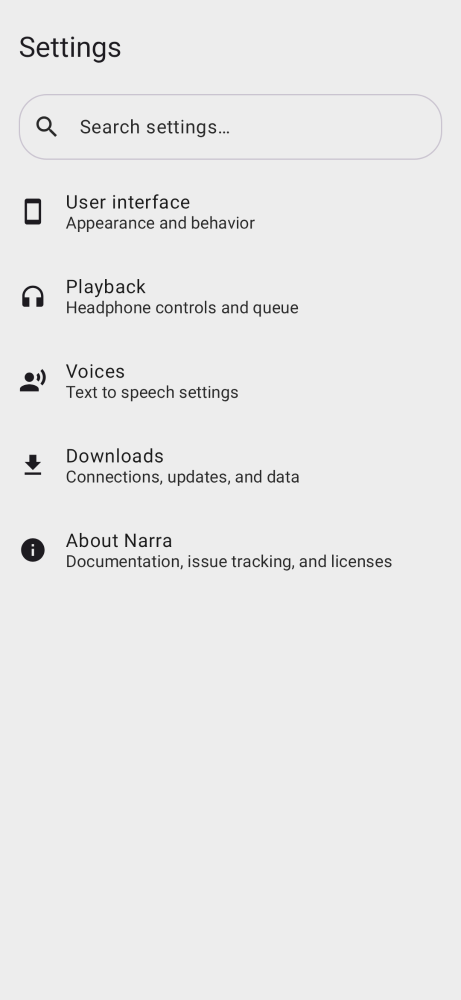 Settings
Search settings…
User interface
Appearance and behavior
Playback
Headphone controls and queue
Voices
Text to speech settings
Downloads
Connections, updates, and data
About Narra
Documentation, issue tracking, and licenses